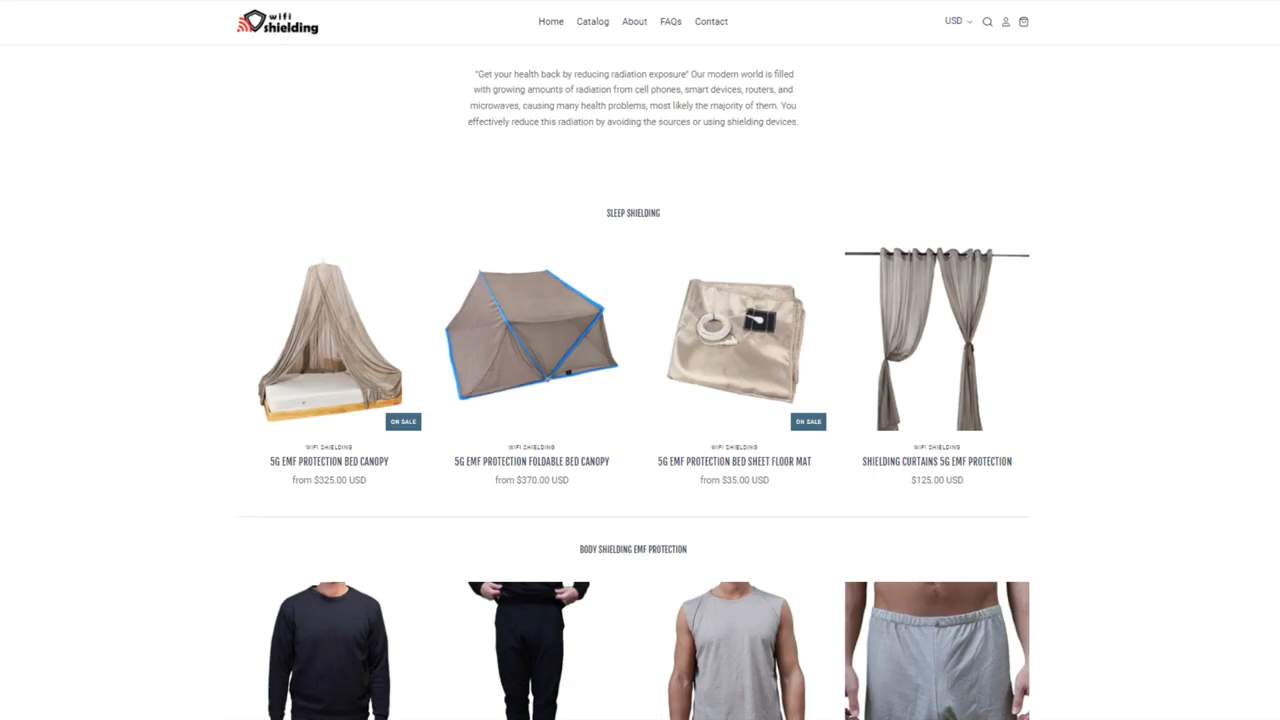 wifi
shielding
Home Catalog About FAQs Contact
USD
"Get your health back by reducing radiation exposure" Our modern world is filled
with growing amounts of radiation from cell phones, smart devices, routers, and
microwaves, causing many health problems, most likely the majority of them. You
effectively reduce this radiation by avoiding the sources or using shielding devices.
SLEEP SHIELDING
ON SALE
ON SALE
WIFI SHIELDING
5G EMF PROTECTION BED CANOPY
from $325.00 USD
WIFI SHIELDING
5G EMF PROTECTION FOLDABLE BED CANOPY
from $370.00 USD
WIFI SHIELDING
5G EMF PROTECTION BED SHEET FLOOR MAT
from $35.00 USD
WIFI SHIELDING
SHIELDING CURTAINS 5G EMF PROTECTION
$125.00 USD
BODY SHIELDING EMF PROTECTION